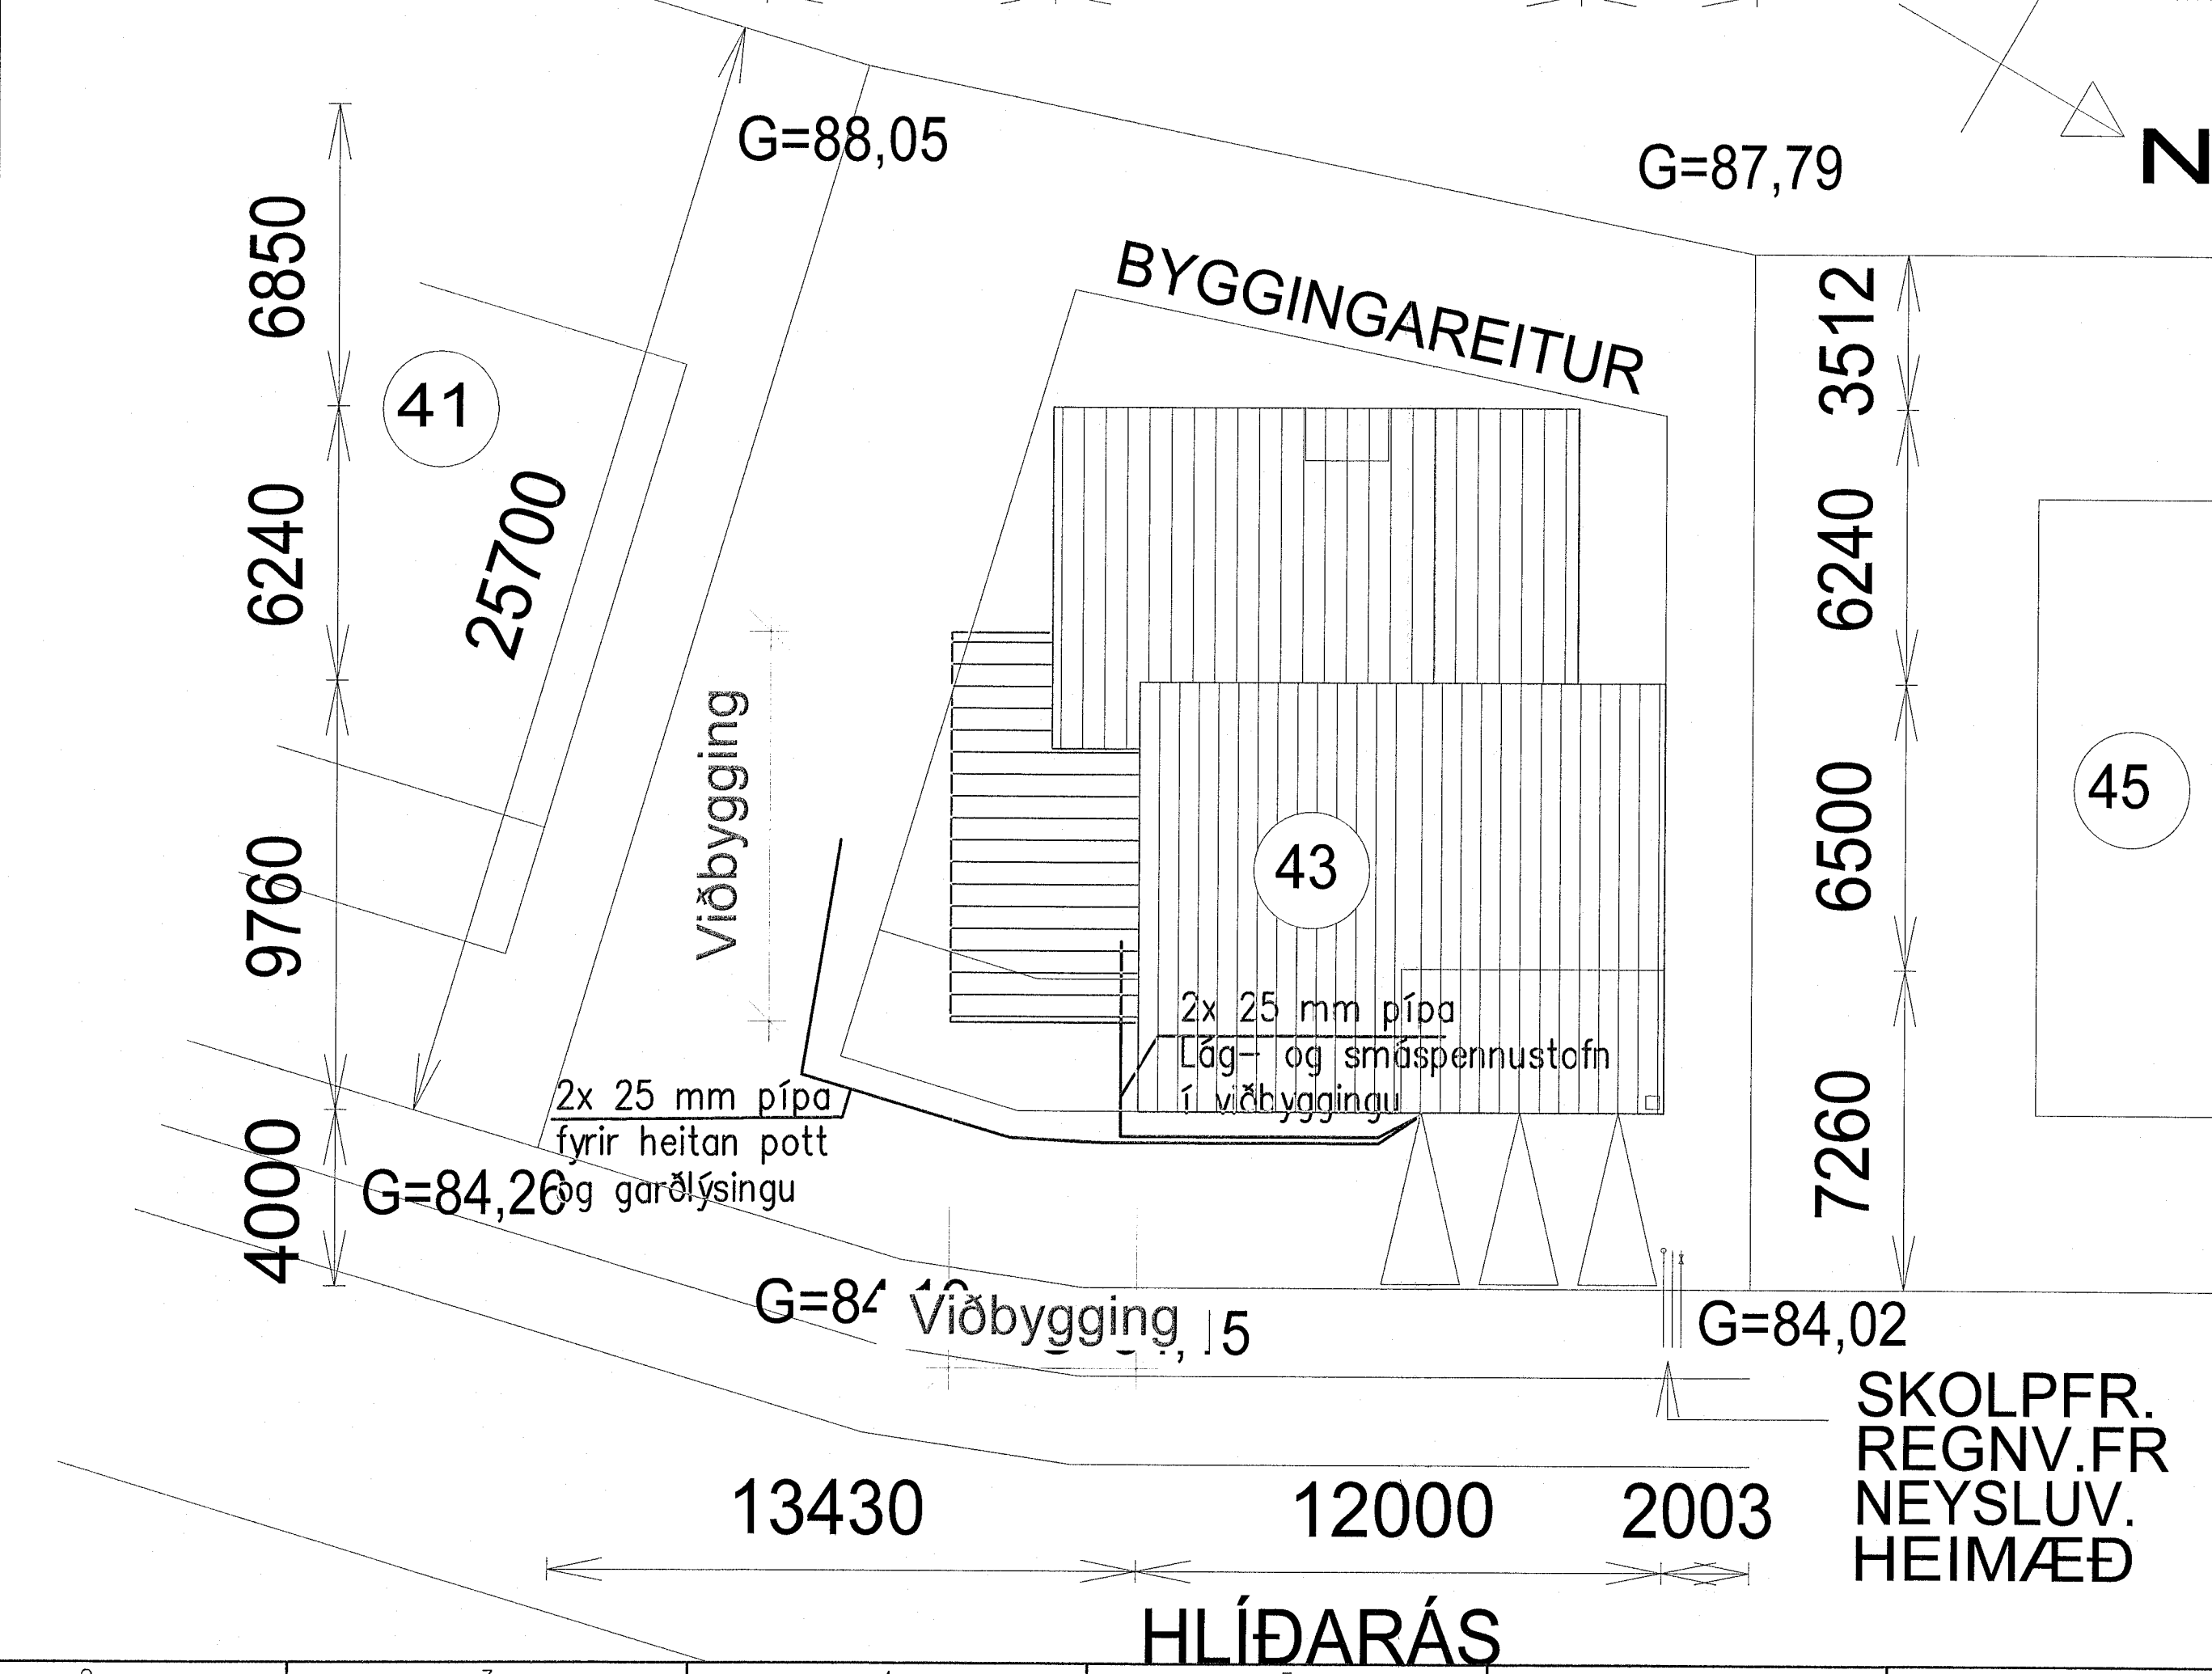 G=88,05
G=87,79
N
6850
BYGGINGAREITUR
3512
41
6240
25700
6240
Viðbygging
45
43
6500
9760
2x 25 mm pípa
Lág- og smáspennustofn
í viðbyggingu
2x 25 mm pípa
fyrir heitan pott
og garðlýsingu
7260
4000
G=84,26
Viðbygging
G=84,02
SKOLPFR.
REGNV.FR
NEYSLUV.
HEIMÆÐ
13430
12000
2003
HLÍÐARÁS